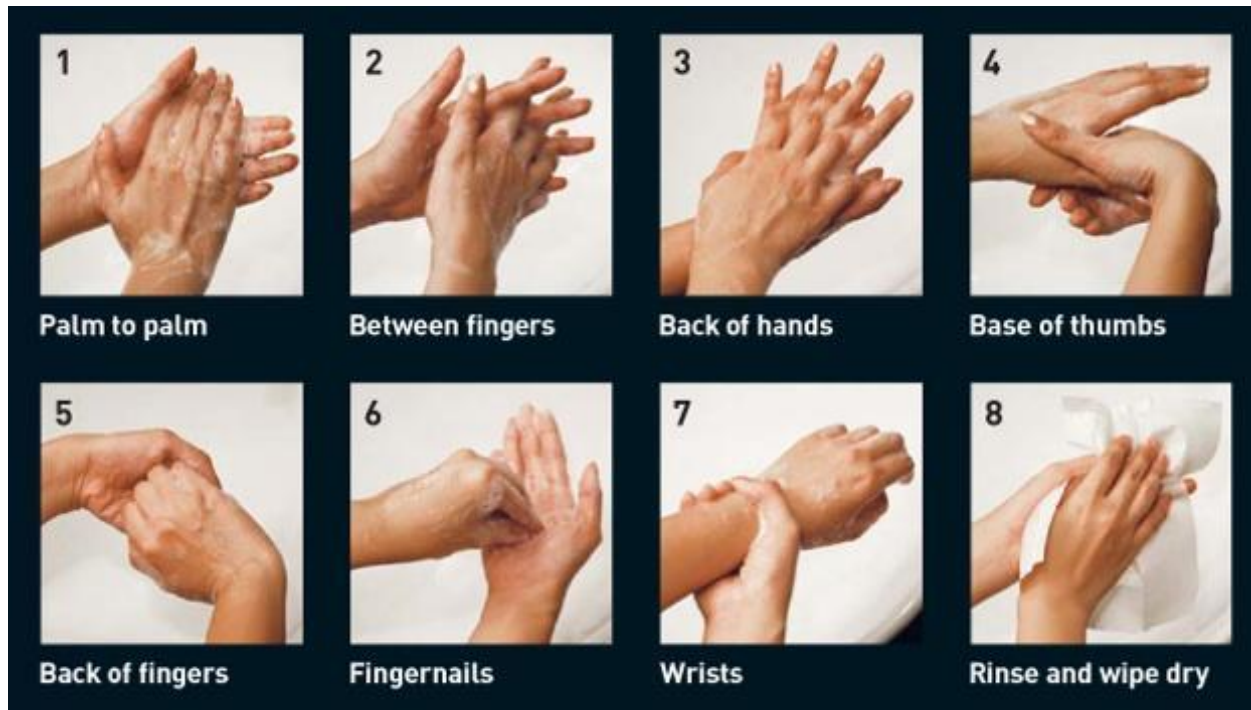 1
2
3
4
Palm to palm
Between fingers
Back of hands
Base of thumbs
5
6
7
8
Back of fingers
Fingernails
Wrists
Rinse and wipe dry